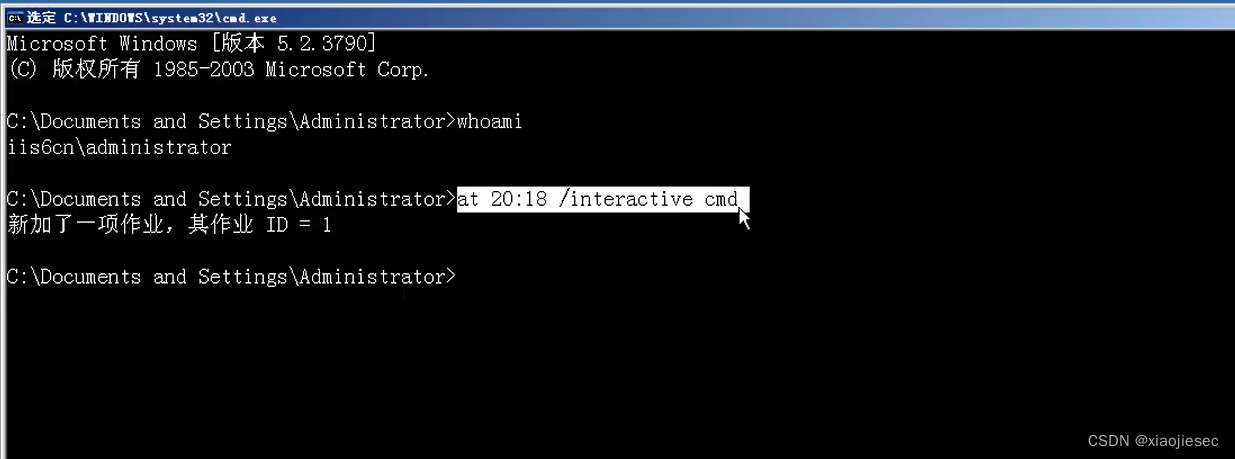 选定 C:\WINDOWS\system32\cmd.exe
Microsoft Windows [版本 5.2.3790]
(C) 版权所有 1985-2003 Microsoft Corp.
C:\Documents and Settings\Administrator>whoami
iis6cn\administrator
C:\Documents and Settings\Administrator>at 20:18 /interactive cmd
新加了一项作业，其作业 ID = 1
C:\Documents and Settings\Administrator>
CSDN @xiaojiesec